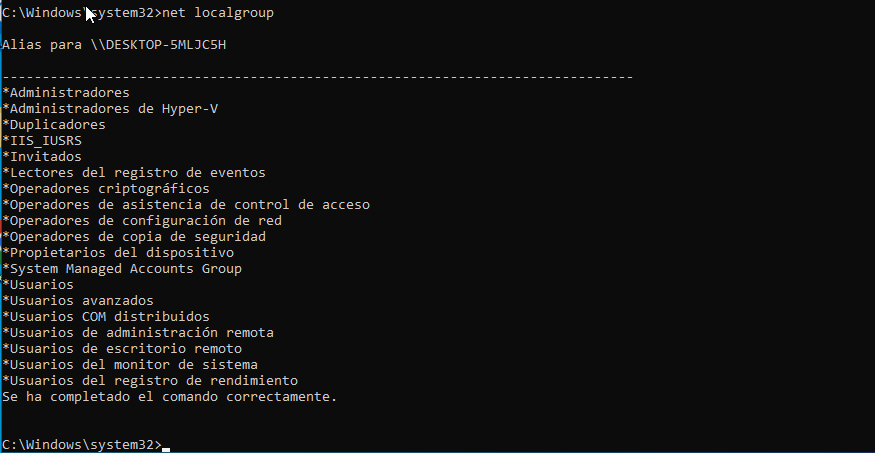 C:\Windows\system32>net localgroup
Alias para \\DESKTOP-5MLJC5H
-------------------------------------------------------------------------------
*Administradores
*Administradores de Hyper-V
*Duplicadores
*IIS_IUSRS
*Invitados
*Lectores del registro de eventos
*Operadores criptográficos
*Operadores de asistencia de control de acceso
*Operadores de configuración de red
*Operadores de copia de seguridad
*Propietarios del dispositivo
*System Managed Accounts Group
*Usuarios
*Usuarios avanzados
*Usuarios COM distribuidos
*Usuarios de administración remota
*Usuarios de escritorio remoto
*Usuarios del monitor de sistema
*Usuarios del registro de rendimiento
Se ha completado el comando correctamente.
C:\Windows\system32>